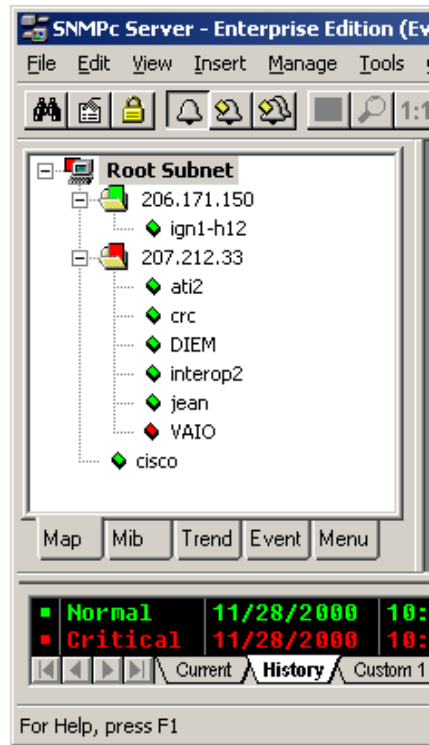 SNMPc Server - Enterprise Edition (Ev
File Edit View Insert Manage Tools
1:1
Root Subnet
206.171.150
ign1-h12
207.212.33
ati2
crc
DIEM
interop2
jean
VAIO
cisco
Map Mib Trend Event Menu
Normal 11/28/2000 10:
Critical 11/28/2000 10:
Current History Custom 1
For Help, press F1